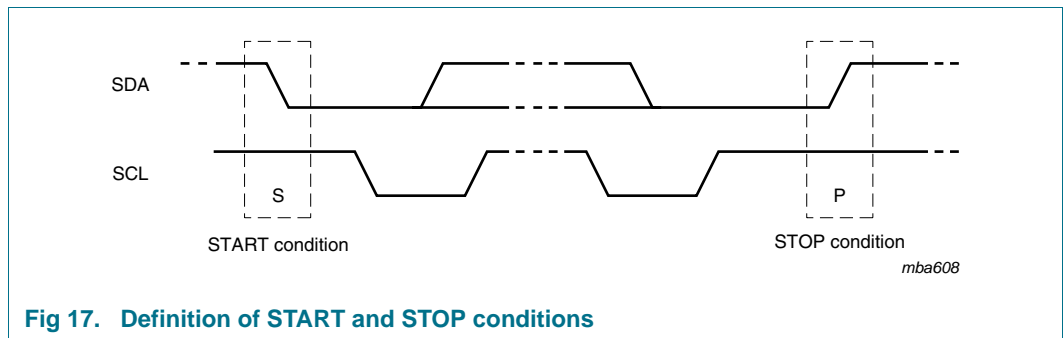 SDA
SCL
S
P
START condition
STOP condition
mba608
Fig 17. Definition of START and STOP conditions